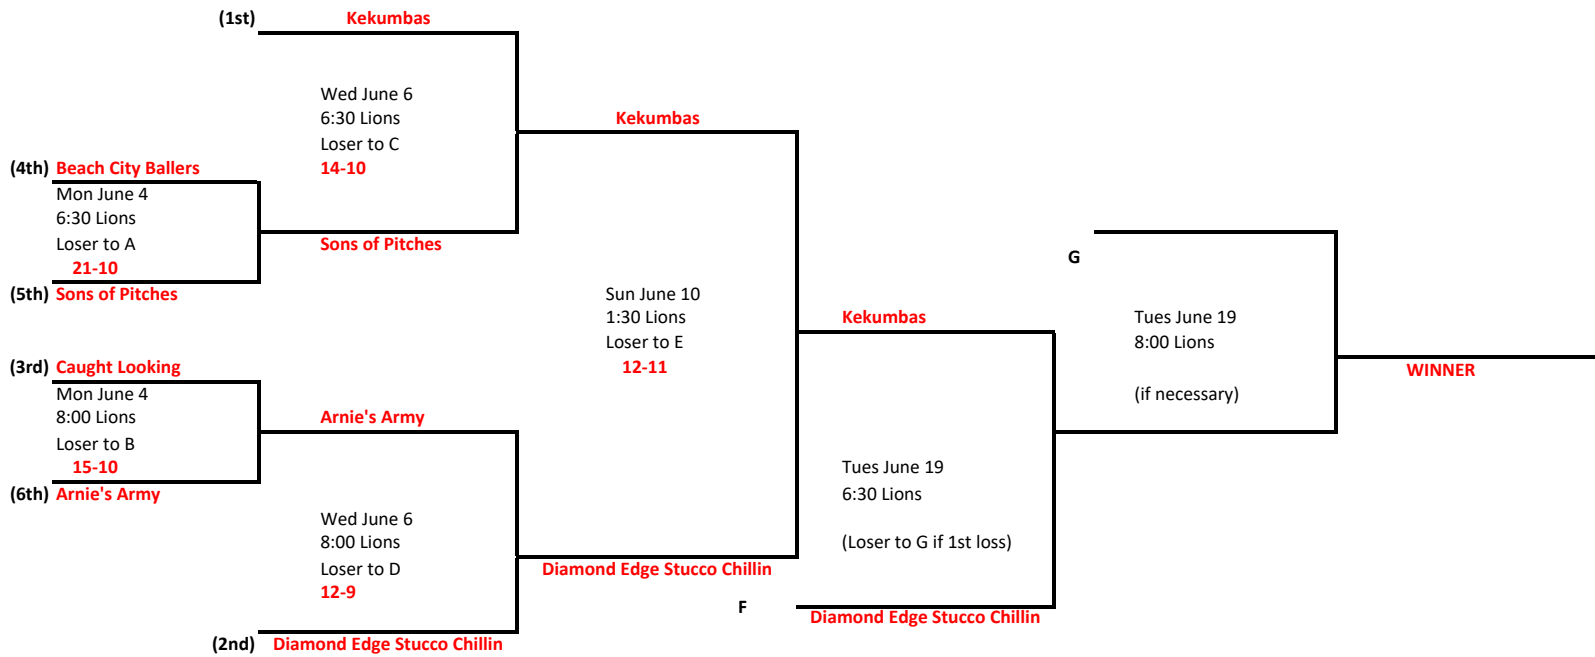 (1st) Kekumbas
Wed June 6
6:30 Lions
Loser to C
14-10
Kekumbas
(4th) Beach City Ballers
Mon June 4
6:30 Lions
Loser to A
21-10
(5th) Sons of Pitches
Sons of Pitches
Sun June 10
1:30 Lions
Loser to E
12-11
Kekumbas
G
Tues June 19
8:00 Lions
(if necessary)
WINNER
(3rd) Caught Looking
Mon June 4
8:00 Lions
Loser to B
15-10
(6th) Arnie's Army
Arnie's Army
Wed June 6
8:00 Lions
Loser to D
12-9
(2nd) Diamond Edge Stucco Chillin
Diamond Edge Stucco Chillin
Tues June 19
6:30 Lions
(Loser to G if 1st loss)
F
Diamond Edge Stucco Chillin